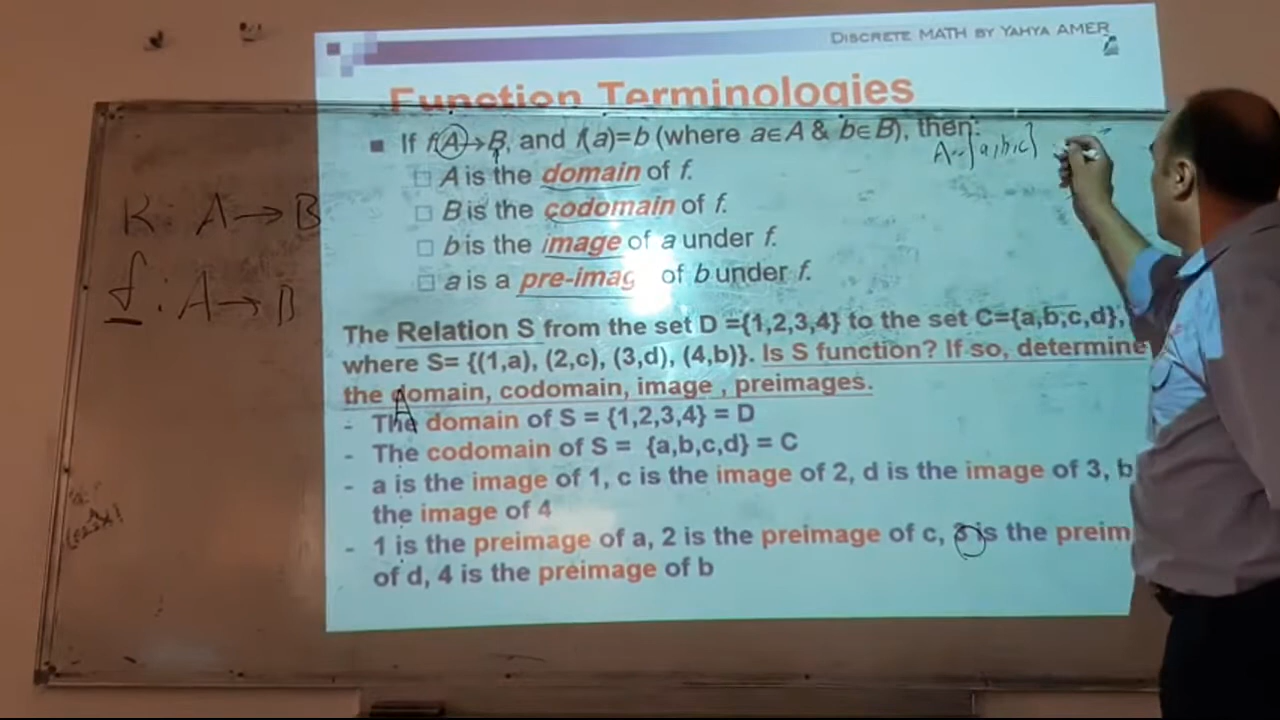 DISCRETE MATH BY YAHYA AMER
Function Terminologies
If f(A→B, and f(a)=b (where a∈A & b∈B), then:
A = {a,b,c}
A is the domain of f.
B is the codomain of f.
b is the image of a under f.
a is a pre-imag of b under f.
R : A → B
f : A → B
The Relation S from the set D ={1,2,3,4} to the set C={a,b,c,d},
where S= {(1,a), (2,c), (3,d), (4,b)}. Is S function? If so, determine
the domain, codomain, image , preimages.
A
- The domain of S = {1,2,3,4} = D
- The codomain of S = {a,b,c,d} = C
- a is the image of 1, c is the image of 2, d is the image of 3, b
the image of 4
- 1 is the preimage of a, 2 is the preimage of c, 3 is the preim
of d, 4 is the preimage of b